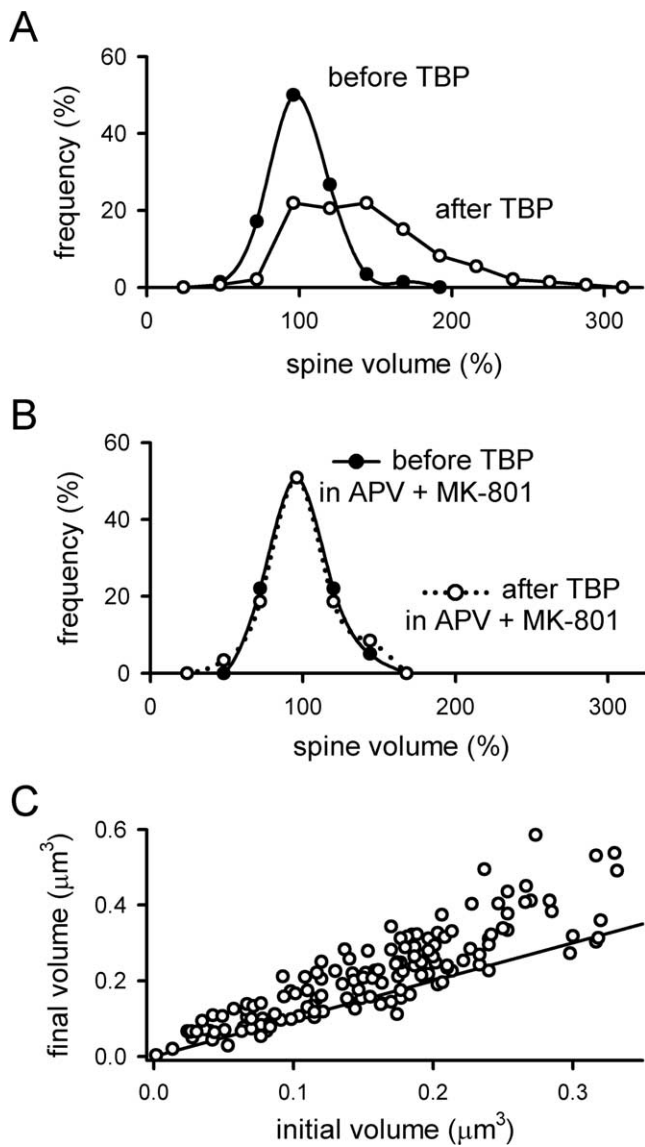 A
60
before TBP
40
frequency (%)
after TBP
20
0
0
100
200
300
spine volume (%)
B
60
before TBP
in APV + MK-801
40
frequency (%)
after TBP
in APV + MK-801
20
0
0
100
200
300
spine volume (%)
C
0.6
0.4
final volume (μm³)
0.2
0.0
0.0
0.1
0.2
0.3
initial volume (μm³)